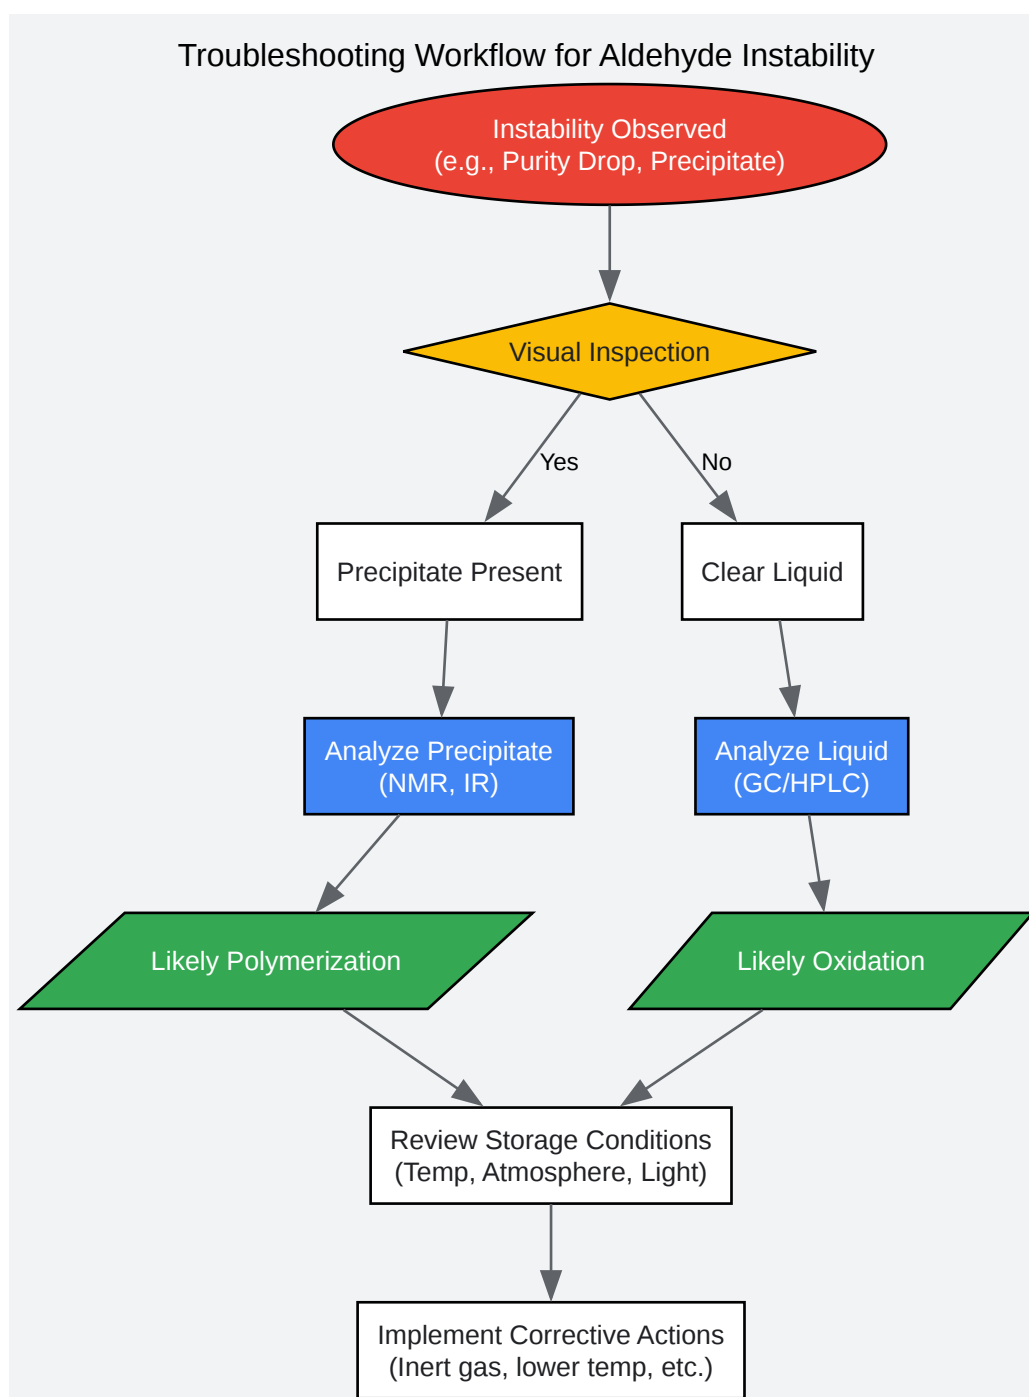 Troubleshooting Workflow for Aldehyde Instability
Instability Observed
(e.g., Purity Drop, Precipitate)
Visual Inspection
Yes
No
Precipitate Present
Clear Liquid
Analyze Precipitate
(NMR, IR)
Analyze Liquid
(GC/HPLC)
Likely Polymerization
Likely Oxidation
Review Storage Conditions
(Temp, Atmosphere, Light)
Implement Corrective Actions
(Inert gas, lower temp, etc.)